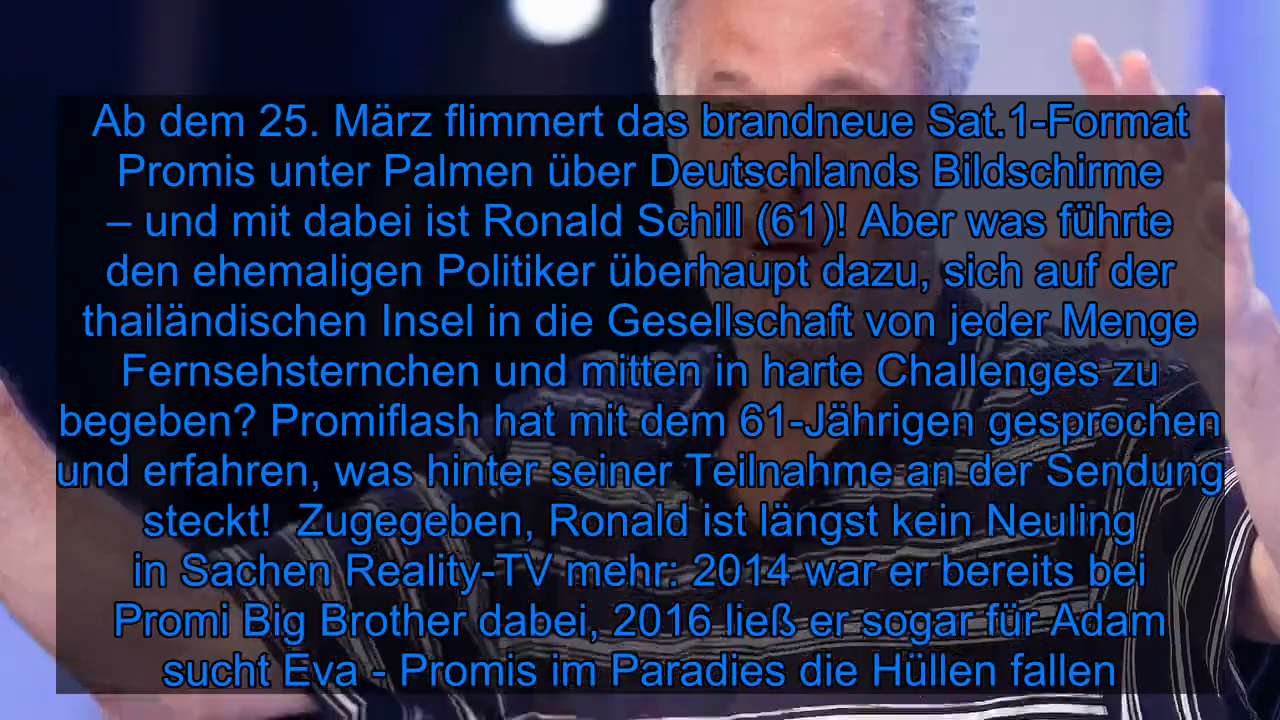 Ab dem 25. März flimmert das brandneue Sat.1-Format
Promis unter Palmen über Deutschlands Bildschirme
– und mit dabei ist Ronald Schill (61)! Aber was führte
den ehemaligen Politiker überhaupt dazu, sich auf der
thailändischen Insel in die Gesellschaft von jeder Menge
Fernsehsternchen und mitten in harte Challenges zu
begeben? Promiflash hat mit dem 61-Jährigen gesprochen
und erfahren, was hinter seiner Teilnahme an der Sendung
steckt!  Zugegeben, Ronald ist längst kein Neuling
in Sachen Reality-TV mehr: 2014 war er bereits bei
Promi Big Brother dabei, 2016 ließ er sogar für Adam
sucht Eva - Promis im Paradies die Hüllen fallen